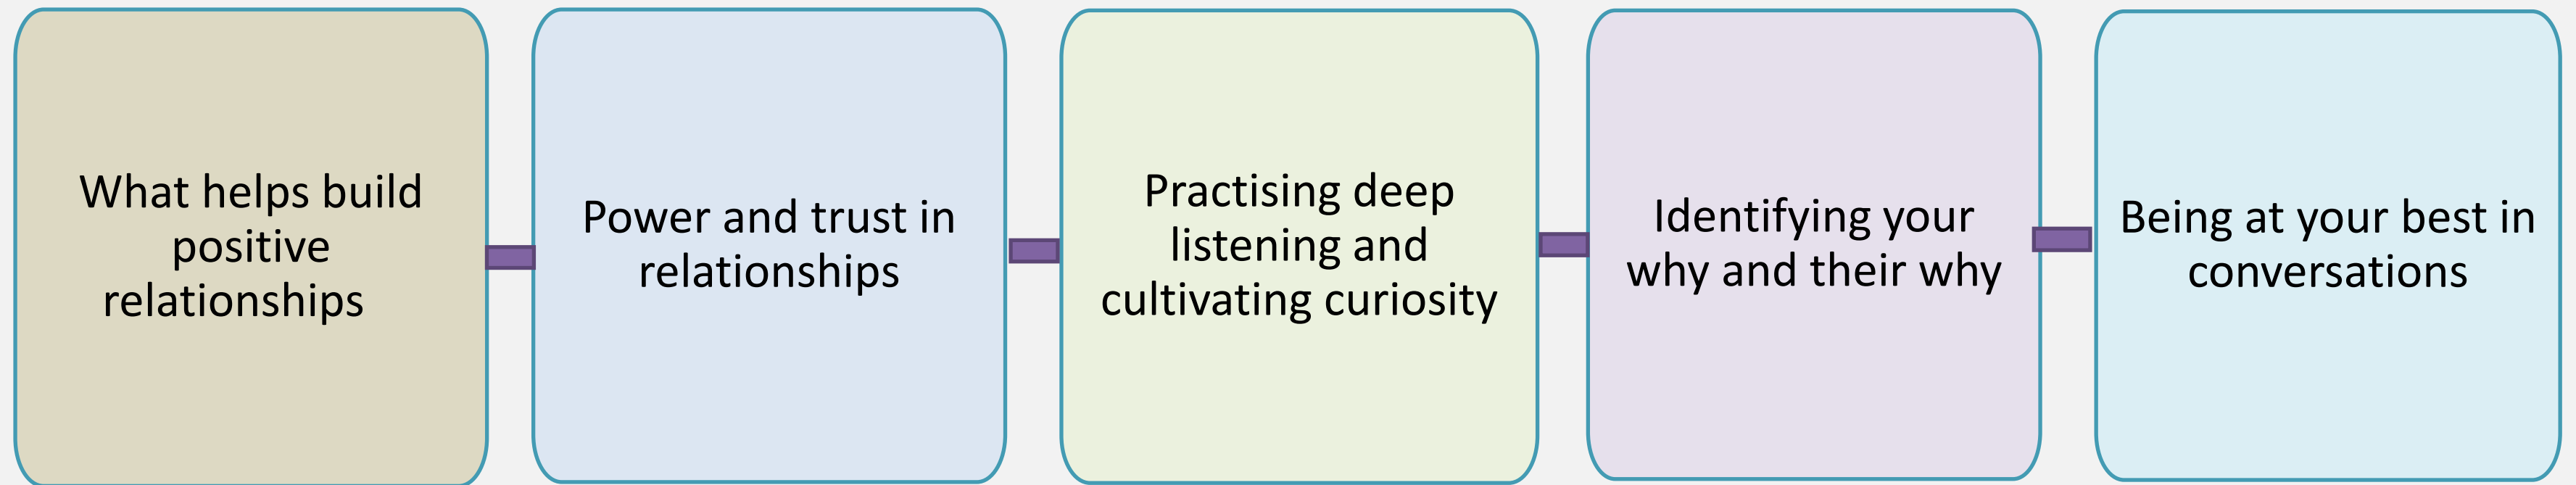 What helps build
positive
relationships
Power and trust in
relationships
Practising deep
listening and
cultivating curiosity
Identifying your
why and their why
Being at your best in
conversations